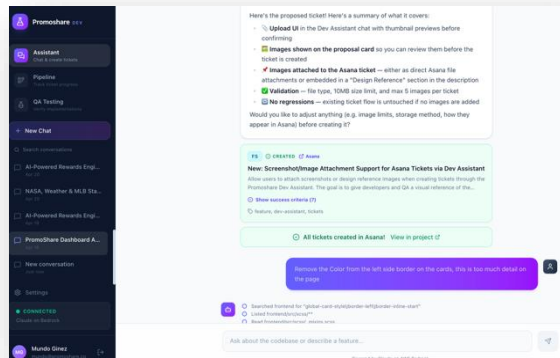 Promoshare DEV
Assistant
Chat & create tickets
Pipeline
QA Testing
+ New Chat
Search conversations
AI-Powered Rewards Engi...
NASA, Weather & MLB Sta...
AI-Powered Rewards Engi...
PromoShare Dashboard A...
New conversation
Settings
CONNECTED
Claude on Bedrock
Mundo Ginez
Here's the proposed ticket! Here's a summary of what it covers:
Upload UI in the Dev Assistant chat with thumbnail previews before
confirming
Images shown on the proposal card so you can review them before the
ticket is created
Images attached to the Asana ticket — either as direct Asana file
attachments or embedded in a "Design Reference" section in the description
Validation — file type, 10MB size limit, and max 5 images per ticket
No regressions — existing ticket flow is untouched if no images are added
Would you like to adjust anything (e.g. image limits, storage method, how they
appear in Asana) before creating it?
FS CREATED Asana
New: Screenshot/Image Attachment Support for Asana Tickets via Dev Assistant
Allow users to attach screenshots or design reference images when creating tickets through the
Promoshare Dev Assistant. The goal is to give developers and QA a visual reference of the...
Show success criteria (7)
feature, dev-assistant, tickets
All tickets created in Asana! View in project
Remove the Color from the left side border on the cards, this is too much detail on
the page
Searched frontend for
Listed
Read
Ask about the codebase or describe a feature...